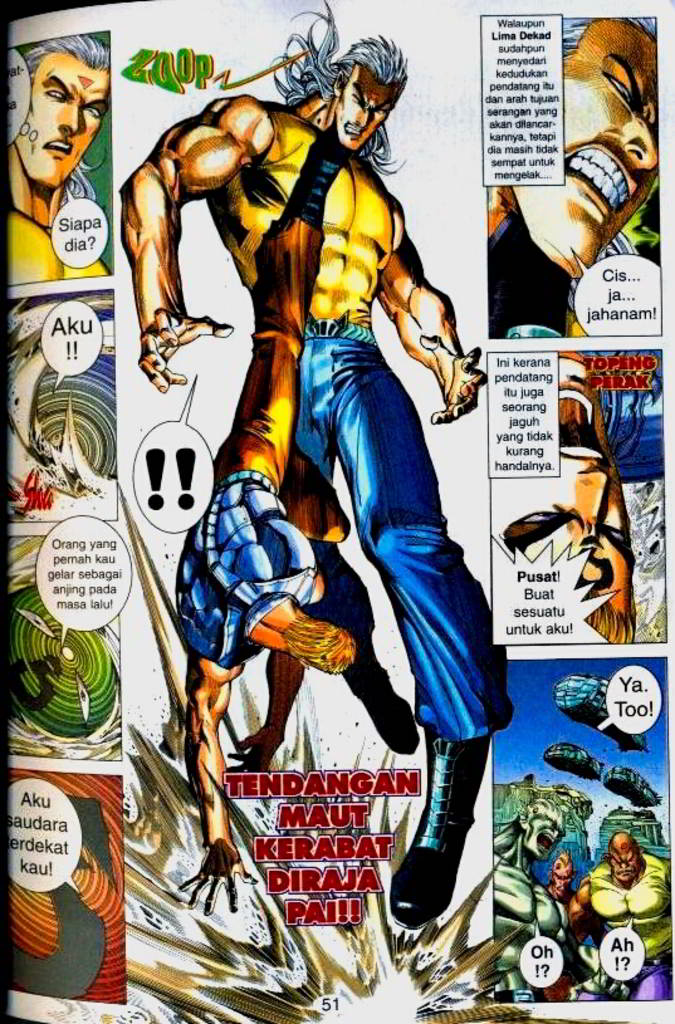 ZOOP
Siapa
dia?
Aku
!!
Orang yang
pernah kau
gelar sebagai
anjing pada
masa lalu!
Aku
saudara
terdekat
kau!
!!
TENDANGAN
MAUT
KERABAT
DIRAJA
PAI!!
Walaupun
Lima Dekad
sudahpun
menyedari
kedudukan
pendatang itu
dan arah tujuan
serangan yang
akan dilancar-
kannya, tetapi
dia masih tidak
sempat untuk
mengelak....
Cis...
ja...
jahanam!
Ini kerana
pendatang
itu juga
seorang
jaguh
yang tidak
kurang
handalnya.
TOPENG
PERAK
Pusat!
Buat
sesuatu
untuk aku!
Ya.
Too!
Oh
!?
Ah
!?
51